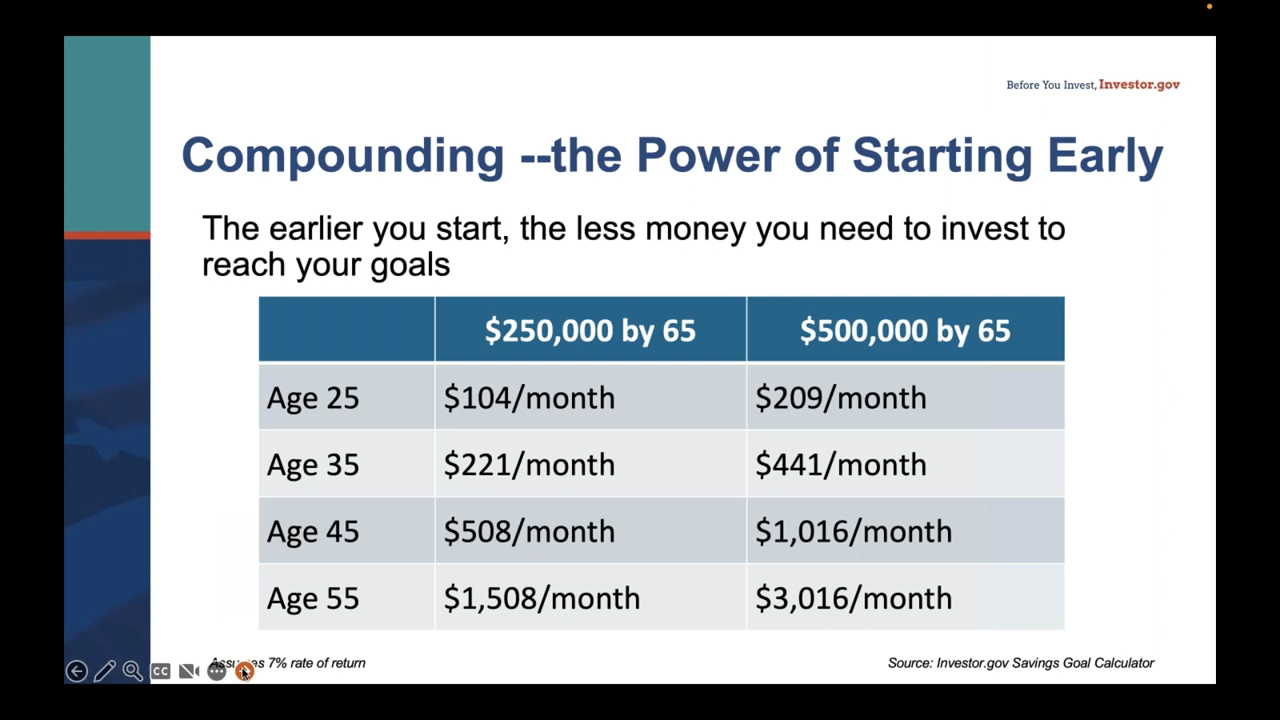 Before You Invest, Investor.gov
Compounding --the Power of Starting Early
The earlier you start, the less money you need to invest to
reach your goals
$250,000 by 65 $500,000 by 65
Age 25 $104/month $209/month
Age 35 $221/month $441/month
Age 45 $508/month $1,016/month
Age 55 $1,508/month $3,016/month
7% rate of return
Source: Investor.gov Savings Goal Calculator
CC